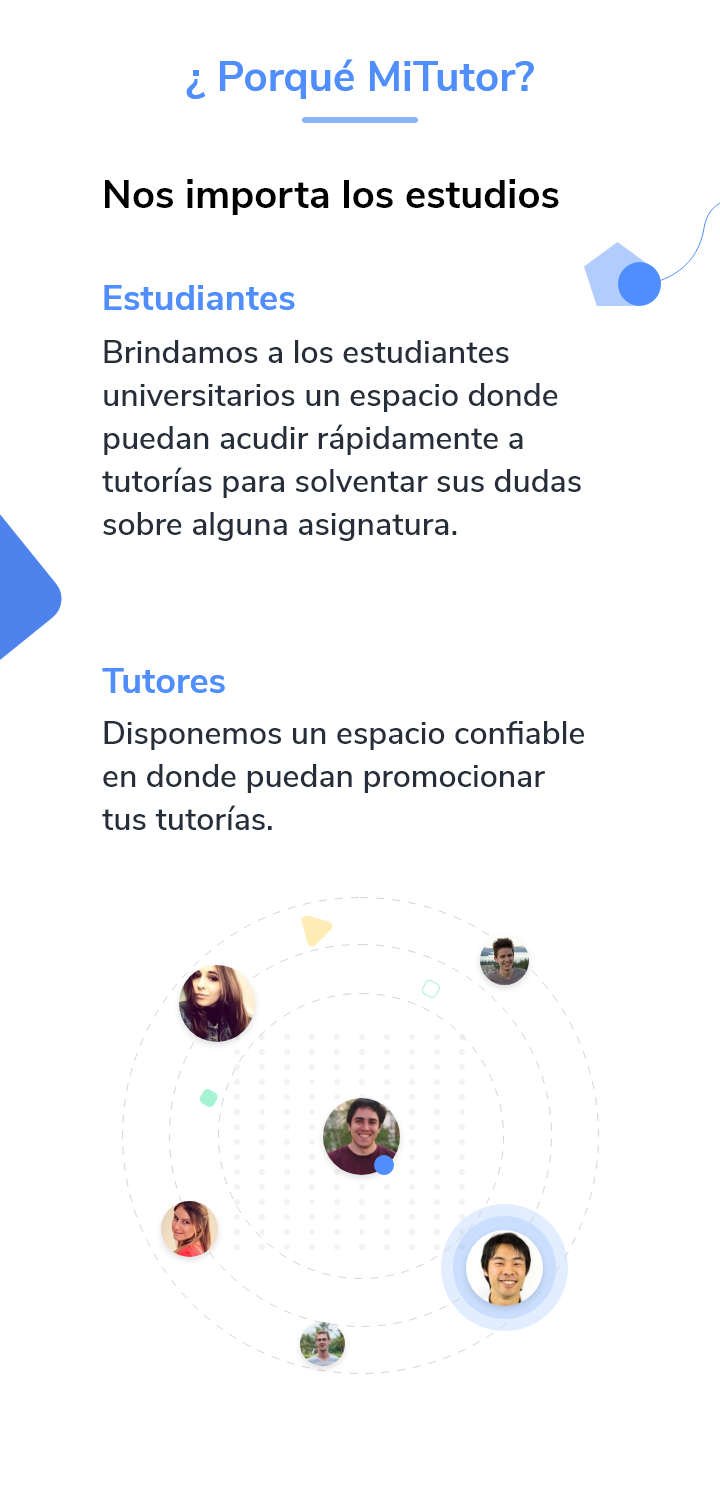 ¿ Porqué MiTutor?
Nos importa los estudios
Estudiantes
Brindamos a los estudiantes
universitarios un espacio donde
puedan acudir rápidamente a
tutorías para solventar sus dudas
sobre alguna asignatura.
Tutores
Disponemos un espacio confiable
en donde puedan promocionar
tus tutorías.